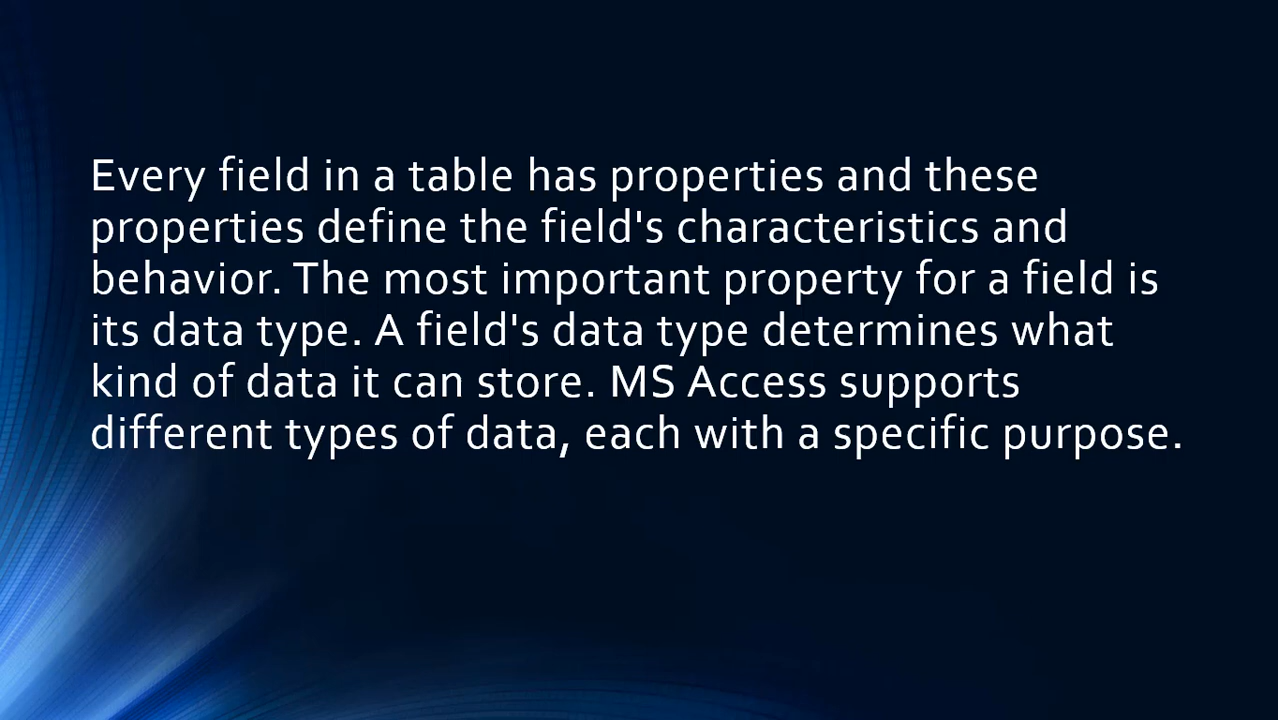 Every field in a table has properties and these
properties define the field's characteristics and
behavior. The most important property for a field is
its data type. A field's data type determines what
kind of data it can store. MS Access supports
different types of data, each with a specific purpose.